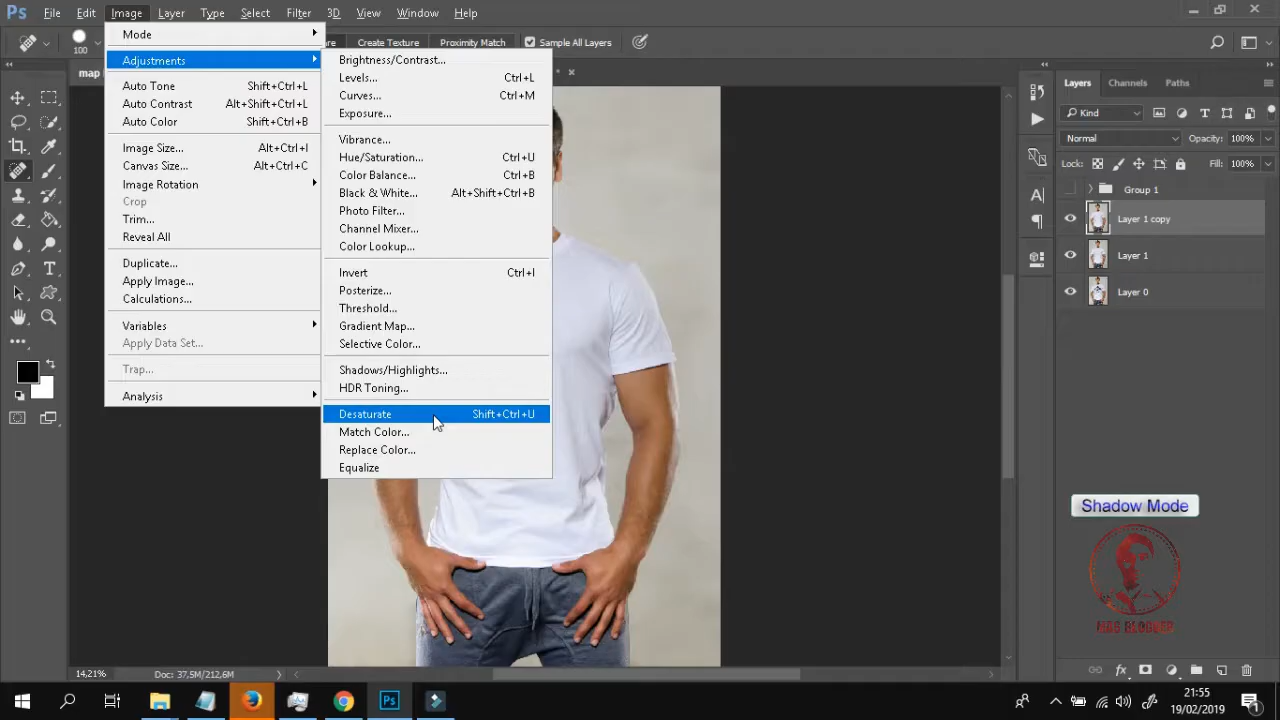 Ps File Edit Image Layer Type Select Filter 3D View Window Help
100
Create Texture Proximity Match Sample All Layers
map
Mode
Adjustments
Auto Tone Shift+Ctrl+L
Auto Contrast Alt+Shift+Ctrl+L
Auto Color Shift+Ctrl+B
Image Size... Alt+Ctrl+I
Canvas Size... Alt+Ctrl+C
Image Rotation
Crop
Trim...
Reveal All
Duplicate...
Apply Image...
Calculations...
Variables
Apply Data Set...
Trap...
Analysis
Brightness/Contrast...
Levels... Ctrl+L
Curves... Ctrl+M
Exposure...
Vibrance...
Hue/Saturation... Ctrl+U
Color Balance... Ctrl+B
Black & White... Alt+Shift+Ctrl+B
Photo Filter...
Channel Mixer...
Color Lookup...
Invert Ctrl+I
Posterize...
Threshold...
Gradient Map...
Selective Color...
Shadows/Highlights...
HDR Toning...
Desaturate Shift+Ctrl+U
Match Color...
Replace Color...
Equalize
Layers Channels Paths
Kind
Normal Opacity: 100%
Lock: Fill: 100%
Group 1
Layer 1 copy
Layer 1
Layer 0
Shadow Mode
14,21% Doc: 37,5M/212,6M
Ps
21:55
19/02/2019
1